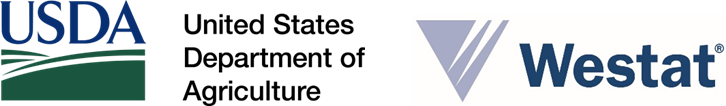 USDA
United States
Department of
Agriculture
Westat®